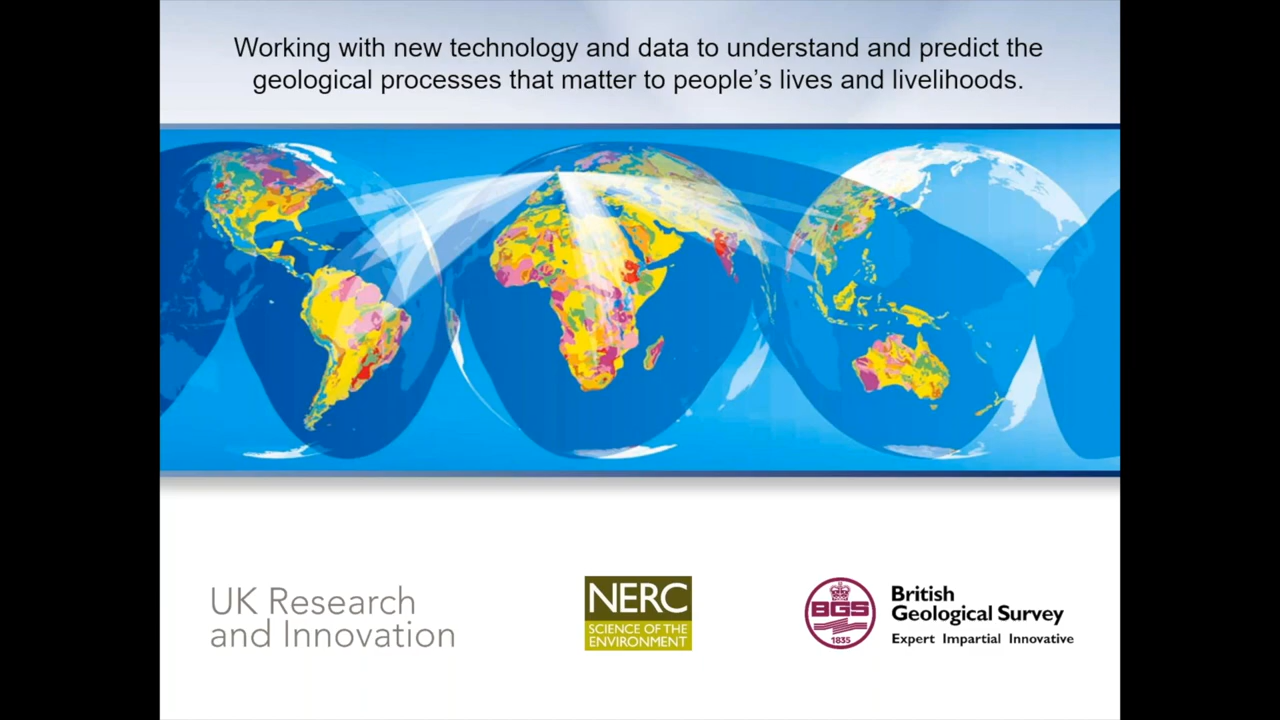 Working with new technology and data to understand and predict the
geological processes that matter to people’s lives and livelihoods.
UK Research
and Innovation
NERC
SCIENCE OF THE
ENVIRONMENT
BGS
1835
British
Geological Survey
Expert Impartial Innovative